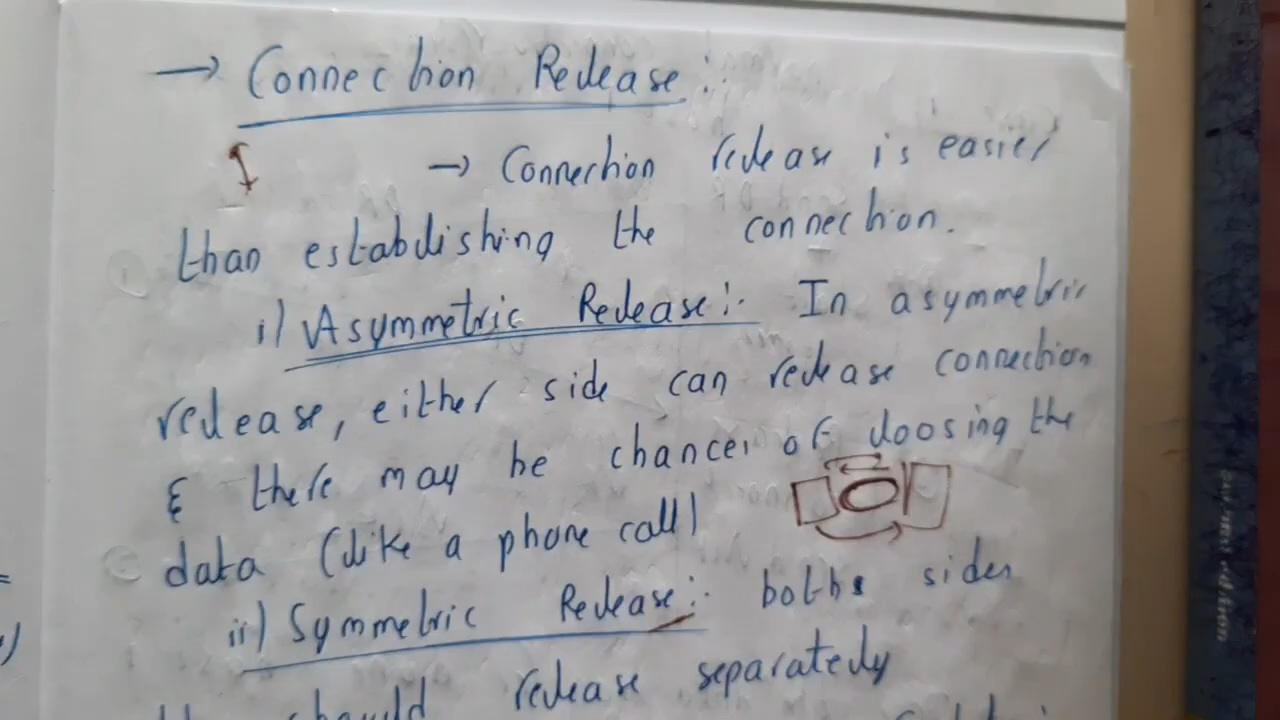 → Connection Release :-
→ Connection release is easier
than establishing the connection.
i) Asymmetric Release :- In asymmetric
release, either side can release connection
& there may be chances of loosing the
data (like a phone call)
ii) Symmetric Release :- boths sides
should release separately